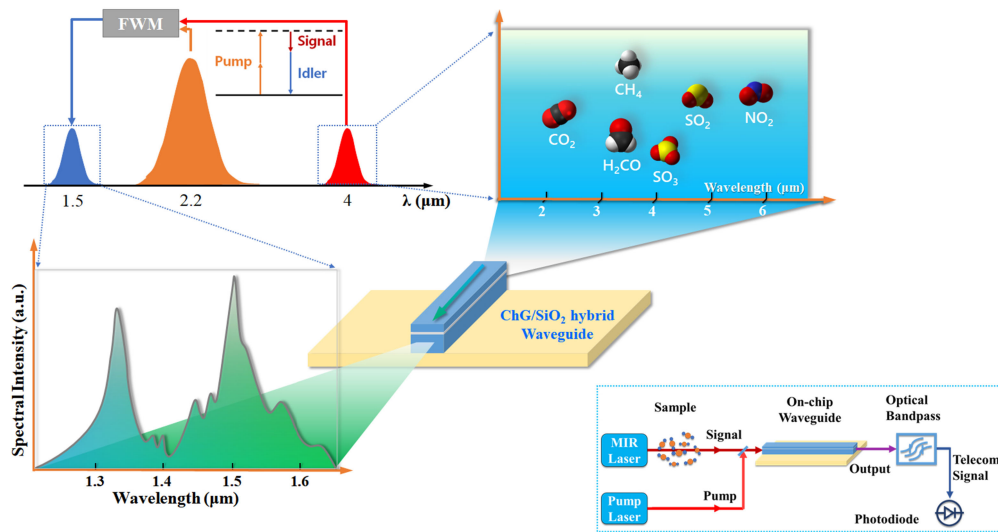 FWM
Signal
Pump
Idler
1.5
2.2
4
λ (μm)
CH4
CO2
SO2
NO2
H2CO
SO3
Wavelength (μm)
2
3
4
5
6
Spectral Intensity (a.u.)
1.3
1.4
1.5
1.6
Wavelength (μm)
ChG/SiO2 hybrid
Waveguide
Sample
On-chip
Waveguide
Optical
Bandpass
MIR
Laser
Signal
Output
Telecom
Signal
Pump
Laser
Pump
Photodiode